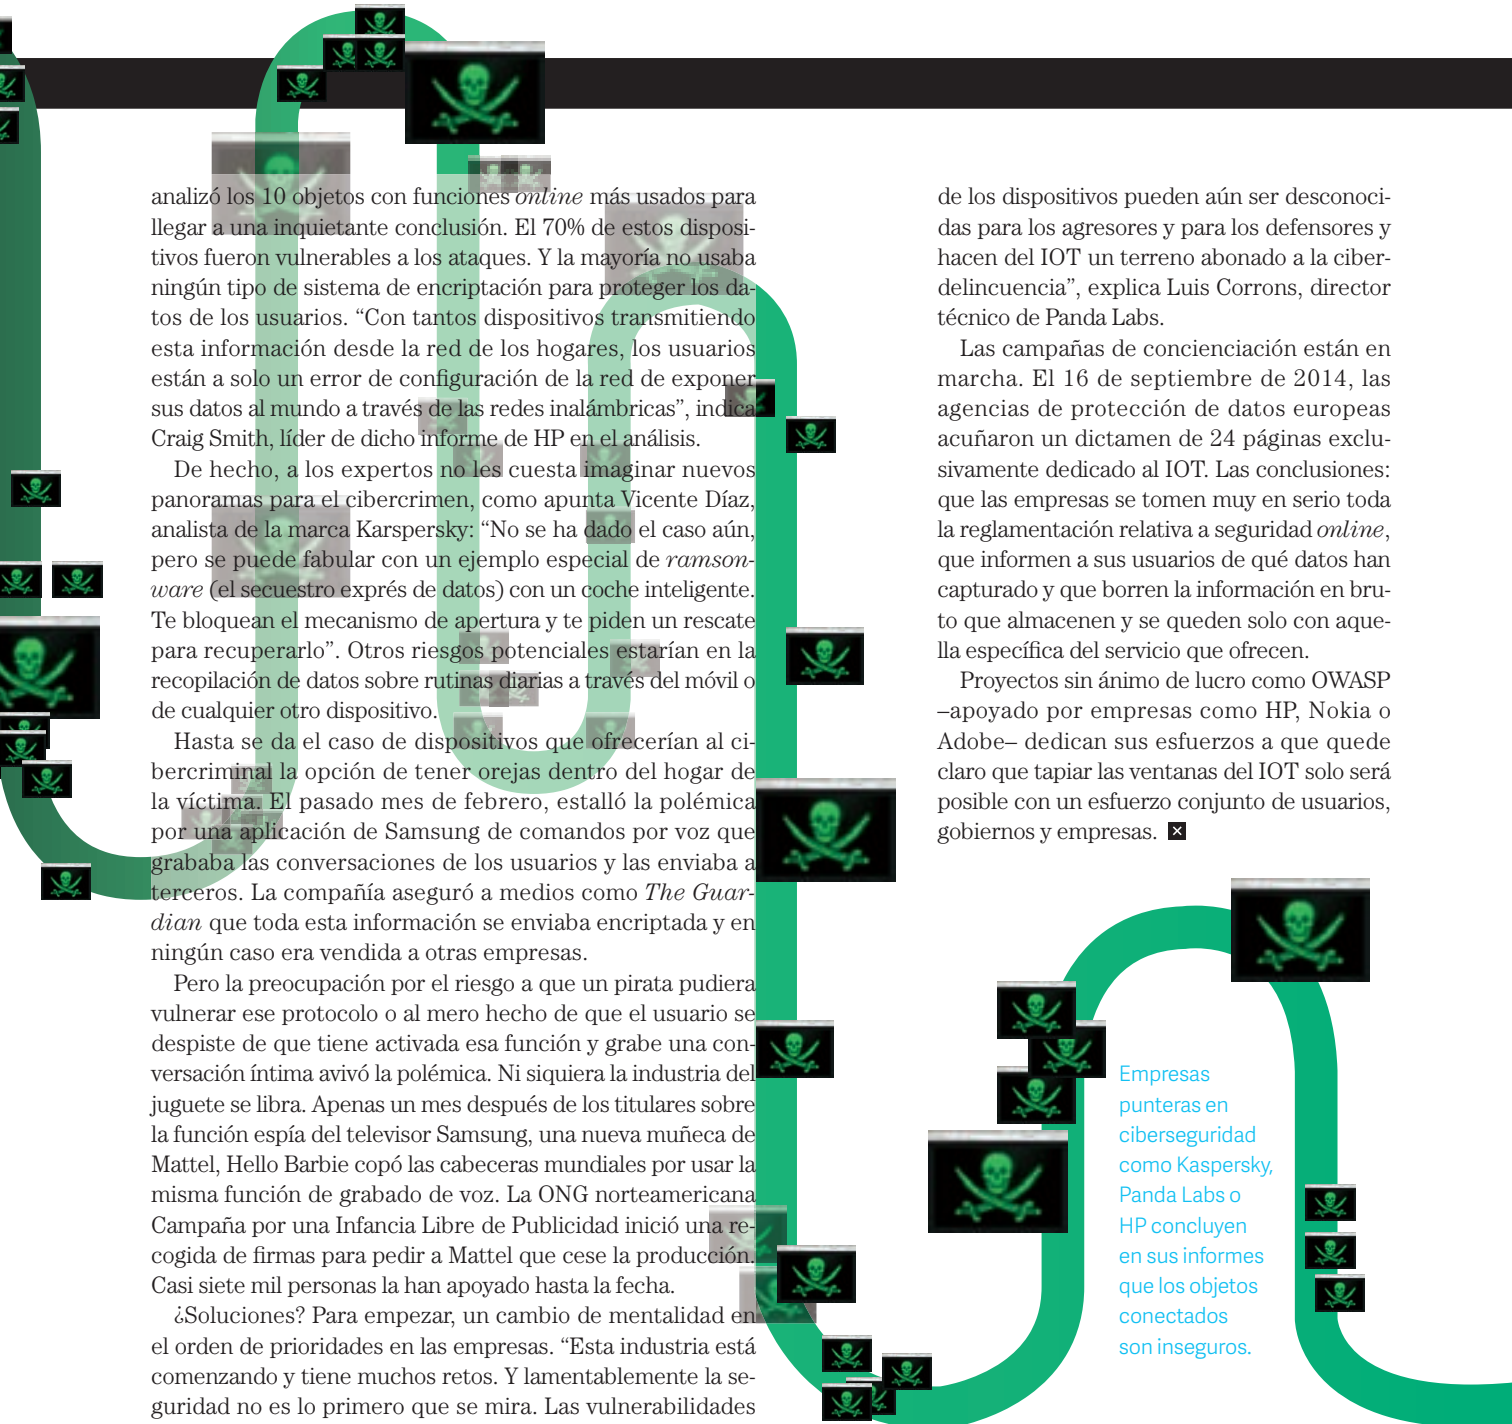 analizó los 10 objetos con funciones online más usados para
llegar a una inquietante conclusión. El 70% de estos disposi-
tivos fueron vulnerables a los ataques. Y la mayoría no usaba
ningún tipo de sistema de encriptación para proteger los da-
tos de los usuarios. “Con tantos dispositivos transmitiendo
esta información desde la red de los hogares, los usuarios
están a solo un error de configuración de la red de exponer
sus datos al mundo a través de las redes inalámbricas”, indica
Craig Smith, líder de dicho informe de HP en el análisis.
De hecho, a los expertos no les cuesta imaginar nuevos
panoramas para el cibercrimen, como apunta Vicente Díaz,
analista de la marca Karspersky: “No se ha dado el caso aún,
pero se puede fabular con un ejemplo especial de ramson-
ware (el secuestro exprés de datos) con un coche inteligente.
Te bloquean el mecanismo de apertura y te piden un rescate
para recuperarlo”. Otros riesgos potenciales estarían en la
recopilación de datos sobre rutinas diarias a través del móvil o
de cualquier otro dispositivo.
Hasta se da el caso de dispositivos que ofrecerían al ci-
bercriminal la opción de tener orejas dentro del hogar de
la víctima. El pasado mes de febrero, estalló la polémica
por una aplicación de Samsung de comandos por voz que
grababa las conversaciones de los usuarios y las enviaba a
terceros. La compañía aseguró a medios como The Guar-
dian que toda esta información se enviaba encriptada y en
ningún caso era vendida a otras empresas.
Pero la preocupación por el riesgo a que un pirata pudiera
vulnerar ese protocolo o al mero hecho de que el usuario se
despiste de que tiene activada esa función y grabe una con-
versación íntima avivó la polémica. Ni siquiera la industria del
juguete se libra. Apenas un mes después de los titulares sobre
la función espía del televisor Samsung, una nueva muñeca de
Mattel, Hello Barbie copó las cabeceras mundiales por usar la
misma función de grabado de voz. La ONG norteamericana
Campaña por una Infancia Libre de Publicidad inició una re-
cogida de firmas para pedir a Mattel que cese la producción.
Casi siete mil personas la han apoyado hasta la fecha.
¿Soluciones? Para empezar, un cambio de mentalidad en
el orden de prioridades en las empresas. “Esta industria está
comenzando y tiene muchos retos. Y lamentablemente la se-
guridad no es lo primero que se mira. Las vulnerabilidades
de los dispositivos pueden aún ser desconoci-
das para los agresores y para los defensores y
hacen del IOT un terreno abonado a la ciber-
delincuencia”, explica Luis Corrons, director
técnico de Panda Labs.
Las campañas de concienciación están en
marcha. El 16 de septiembre de 2014, las
agencias de protección de datos europeas
acuñaron un dictamen de 24 páginas exclu-
sivamente dedicado al IOT. Las conclusiones:
que las empresas se tomen muy en serio toda
la reglamentación relativa a seguridad online,
que informen a sus usuarios de qué datos han
capturado y que borren la información en bru-
to que almacenen y se queden solo con aque-
lla específica del servicio que ofrecen.
Proyectos sin ánimo de lucro como OWASP
–apoyado por empresas como HP, Nokia o
Adobe– dedican sus esfuerzos a que quede
claro que tapiar las ventanas del IOT solo será
posible con un esfuerzo conjunto de usuarios,
gobiernos y empresas.
Empresas
punteras en
ciberseguridad
como Kaspersky,
Panda Labs o
HP concluyen
en sus informes
que los objetos
conectados
son inseguros.